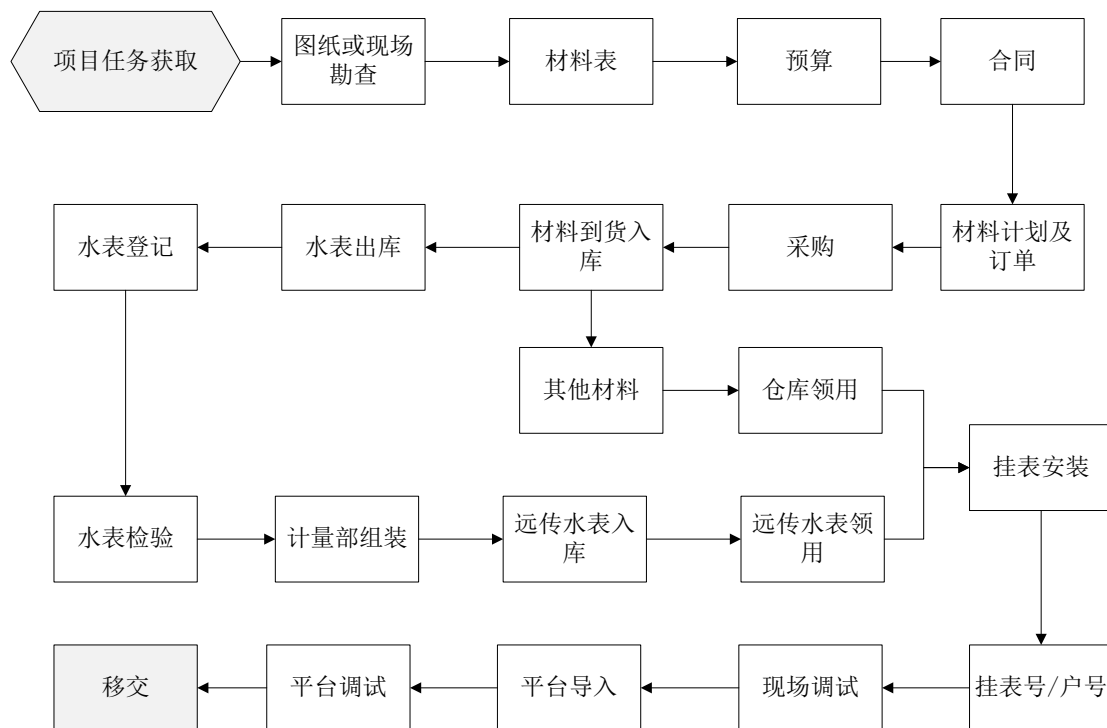 项目任务获取
图纸或现场
勘查
材料表
预算
合同
水表登记
水表出库
材料到货入
库
采购
材料计划及
订单
其他材料
仓库领用
挂表安装
水表检验
计量部组装
远传水表入
库
远传水表领
用
移交
平台调试
平台导入
现场调试
挂表号/户号